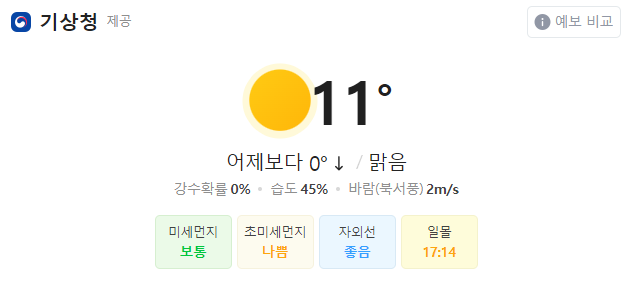 기상청 제공 예보 비교
11°
어제보다 0° ↓ / 맑음
강수확률 0% • 습도 45% • 바람(북서풍) 2m/s
미세먼지 초미세먼지 자외선 일몰
보통 나쁨 좋음 17:14